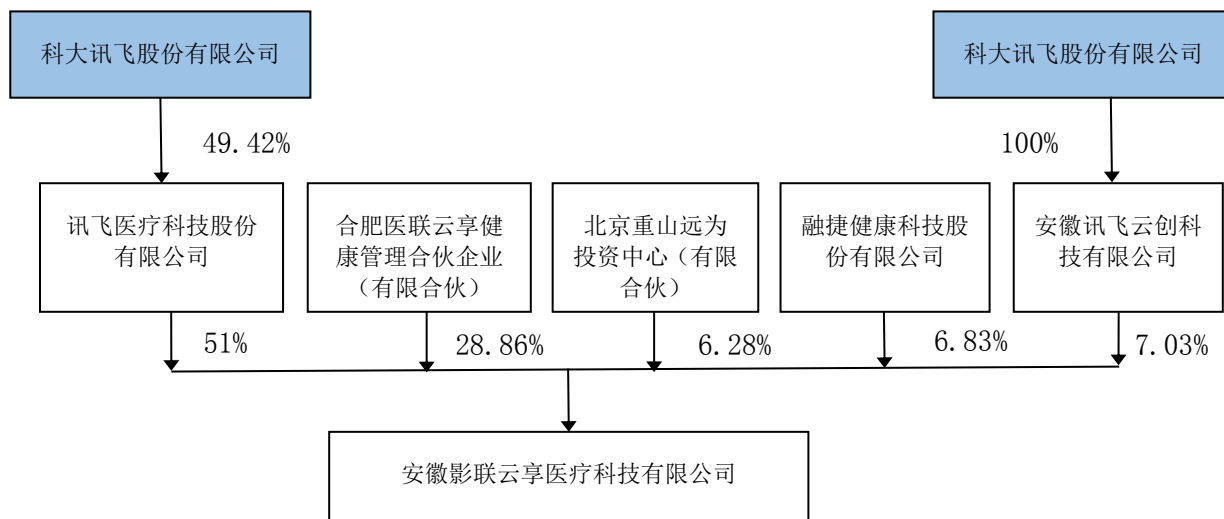 科大讯飞股份有限公司
科大讯飞股份有限公司
49.42%
100%
讯飞医疗科技股份
有限公司
合肥医联云享健
康管理合伙企业
（有限合伙）
北京重山远为
投资中心（有限
合伙）
融捷健康科技股
份有限公司
安徽讯飞云创科
技有限公司
51%
28.86%
6.28%
6.83%
7.03%
安徽影联云享医疗科技有限公司